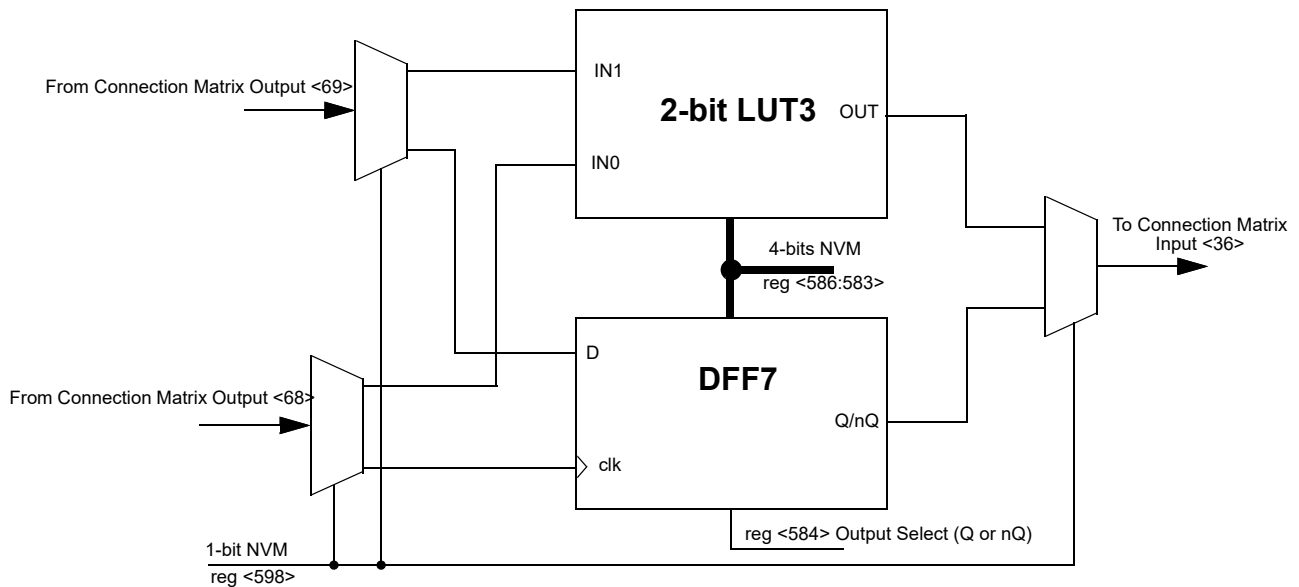 From Connection Matrix Output <69>
IN1
2-bit LUT3
OUT
IN0
To Connection Matrix
Input <36>
4-bits NVM
reg <586:583>
D
DFF7
From Connection Matrix Output <68>
Q/nQ
clk
reg <584> Output Select (Q or nQ)
1-bit NVM
reg <598>